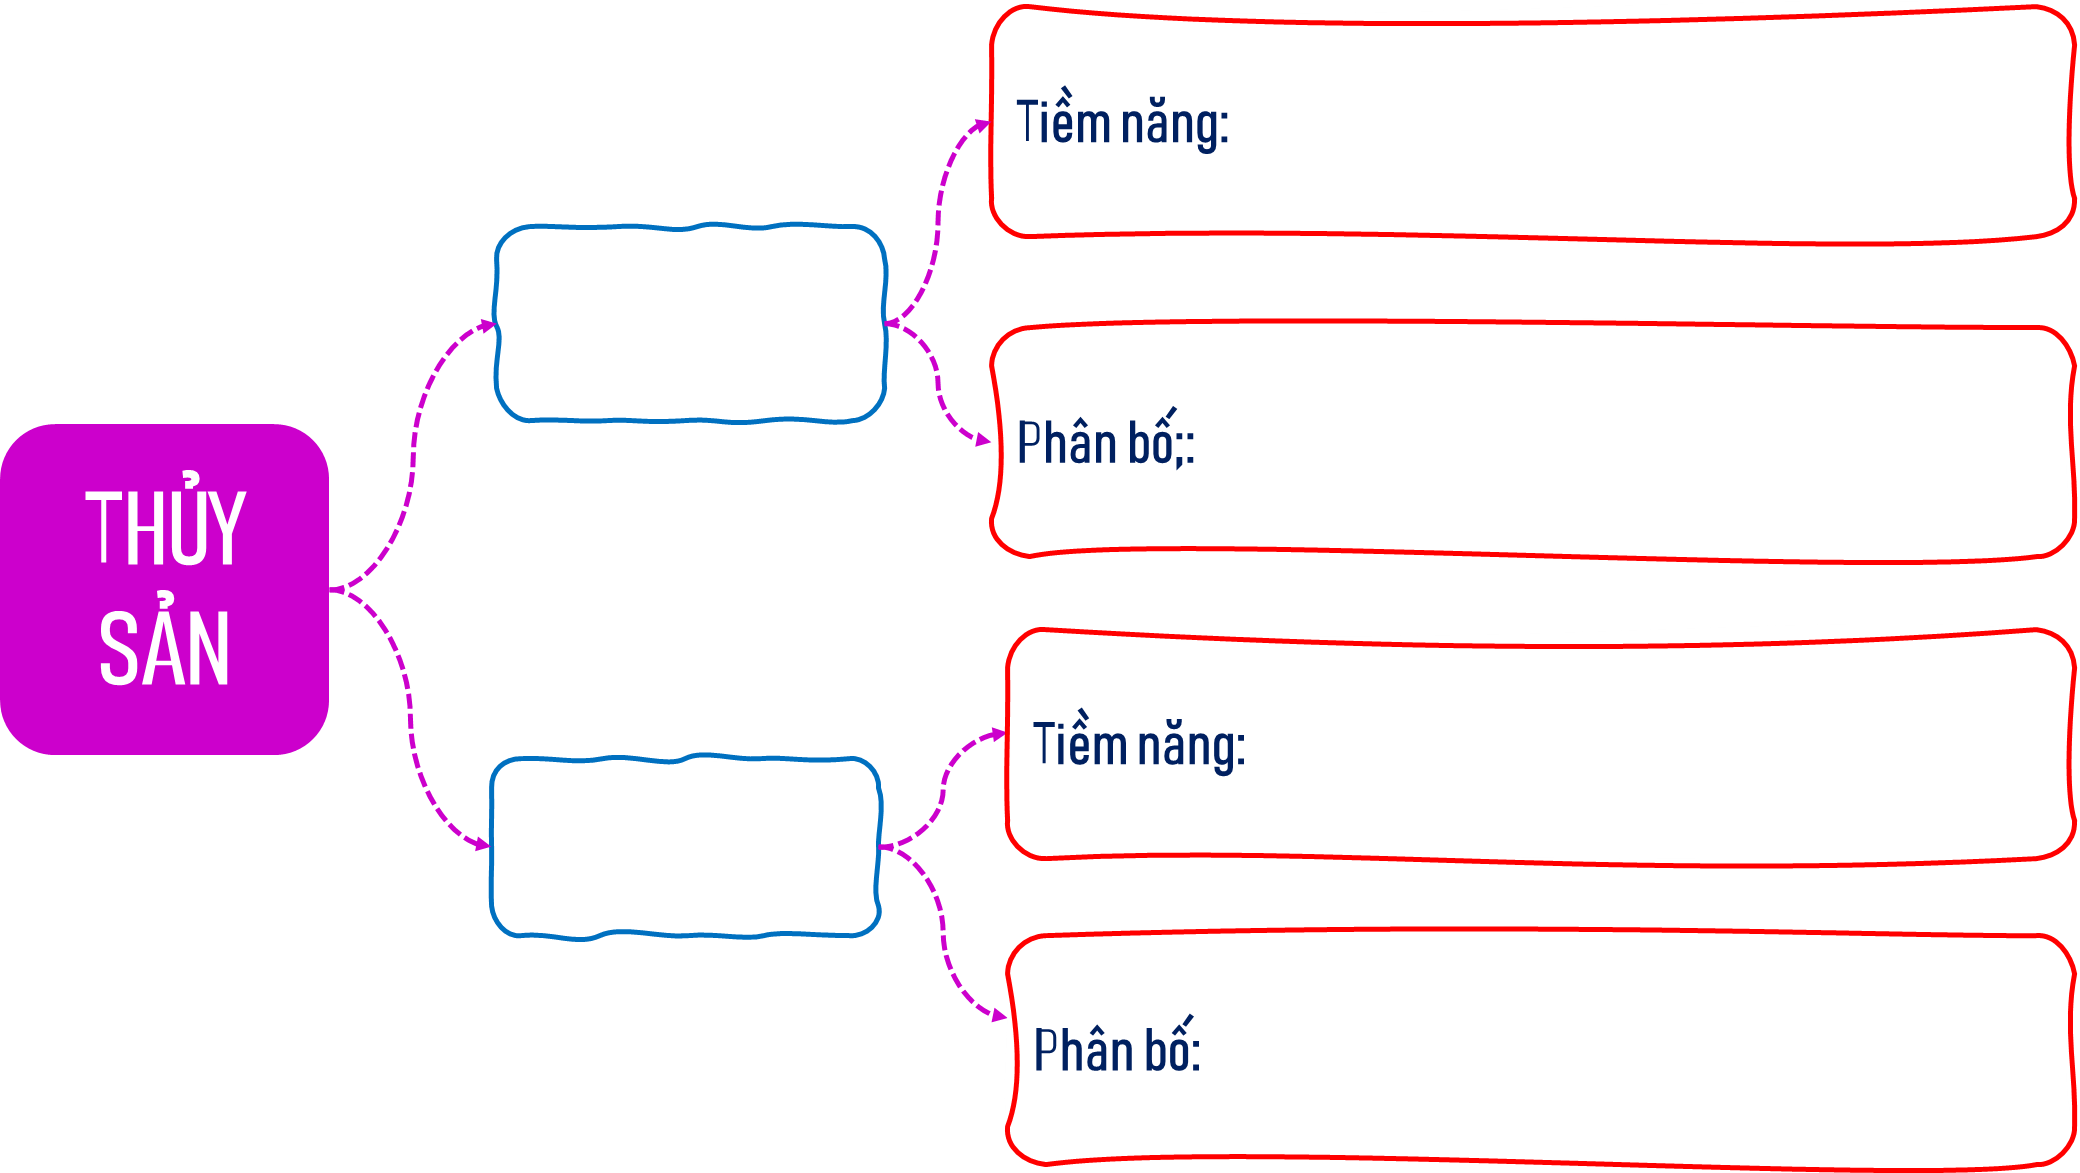 THỦY
SẢN
Tiềm năng:
Phân bố;:
Tiềm năng:
Phân bố: